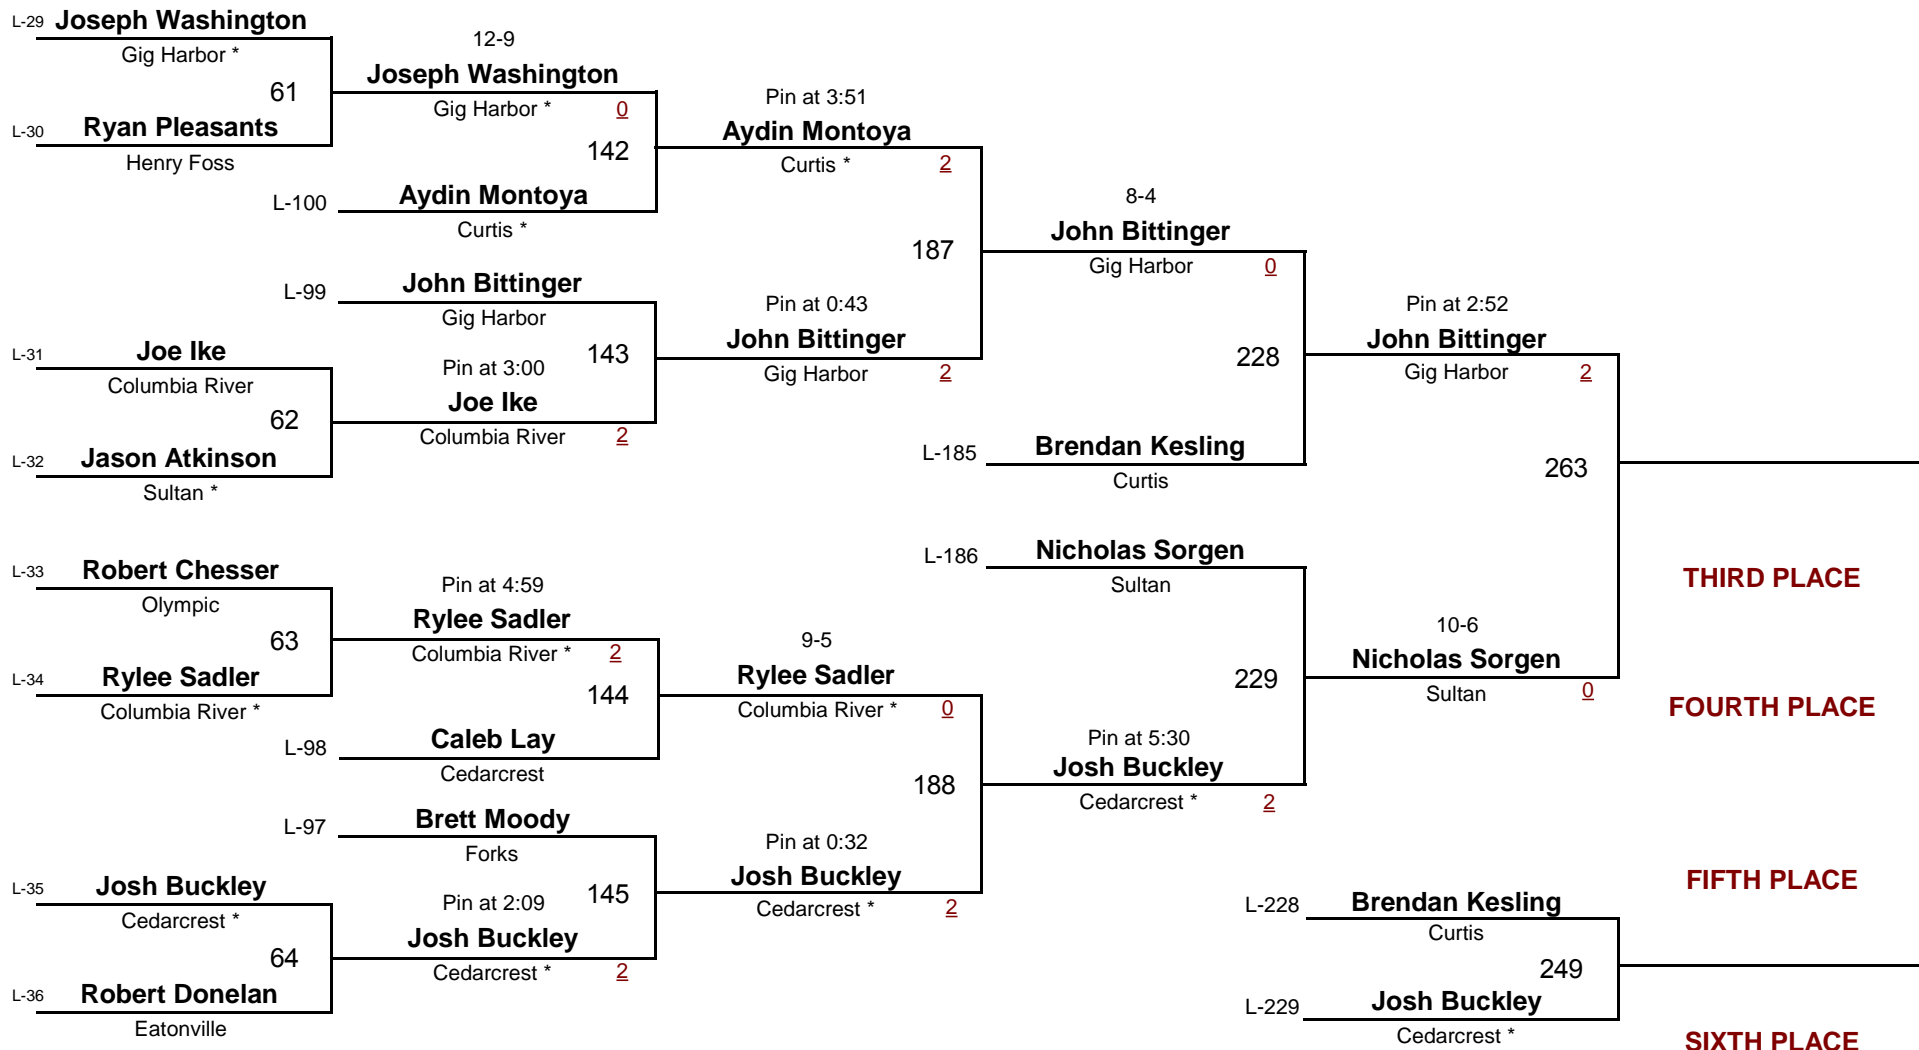 L-29 Joseph Washington
Gig Harbor *
61
L-30 Ryan Pleasants
Henry Foss
12-9
Joseph Washington
Gig Harbor * 0
142
L-100 Aydin Montoya
Curtis *
Pin at 3:51
Aydin Montoya
Curtis * 2
187
L-99 John Bittinger
Gig Harbor
143
L-31 Joe Ike
Columbia River
62
L-32 Jason Atkinson
Sultan *
Pin at 3:00
Joe Ike
Columbia River 2
Pin at 0:43
John Bittinger
Gig Harbor 2
8-4
John Bittinger
Gig Harbor 0
228
L-185 Brendan Kesling
Curtis
Pin at 2:52
John Bittinger
Gig Harbor 2
263
L-33 Robert Chesser
Olympic
63
L-34 Rylee Sadler
Columbia River *
Pin at 4:59
Rylee Sadler
Columbia River * 2
144
L-98 Caleb Lay
Cedarcrest
9-5
Rylee Sadler
Columbia River * 0
188
L-97 Brett Moody
Forks
145
L-35 Josh Buckley
Cedarcrest *
64
L-36 Robert Donelan
Eatonville
Pin at 2:09
Josh Buckley
Cedarcrest * 2
Pin at 0:32
Josh Buckley
Cedarcrest * 2
L-186 Nicholas Sorgen
Sultan
229
Pin at 5:30
Josh Buckley
Cedarcrest * 2
10-6
Nicholas Sorgen
Sultan 0
THIRD PLACE
FOURTH PLACE
L-228 Brendan Kesling
Curtis
249
L-229 Josh Buckley
Cedarcrest *
FIFTH PLACE
SIXTH PLACE